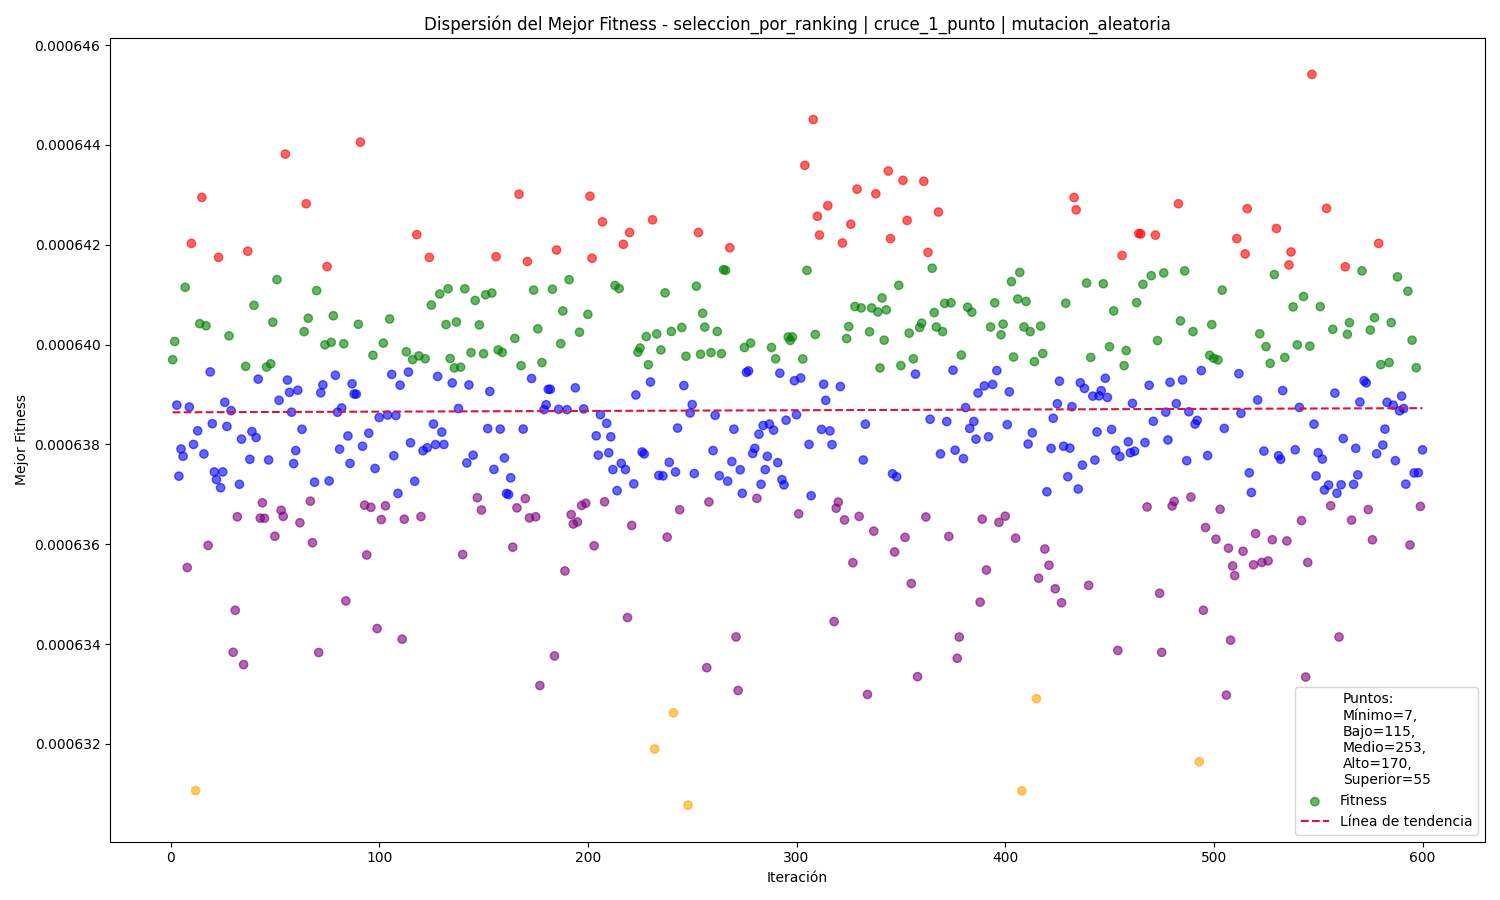 Dispersión del Mejor Fitness - seleccion_por_ranking | cruce_1_punto | mutacion_aleatoria
Mejor Fitness
0.000646
0.000644
0.000642
0.000640
0.000638
0.000636
0.000634
0.000632
Puntos:
Mínimo=7,
Bajo=115,
Medio=253,
Alto=170,
Superior=55
Fitness
Línea de tendencia
0 100 200 300 400 500 600
Iteración